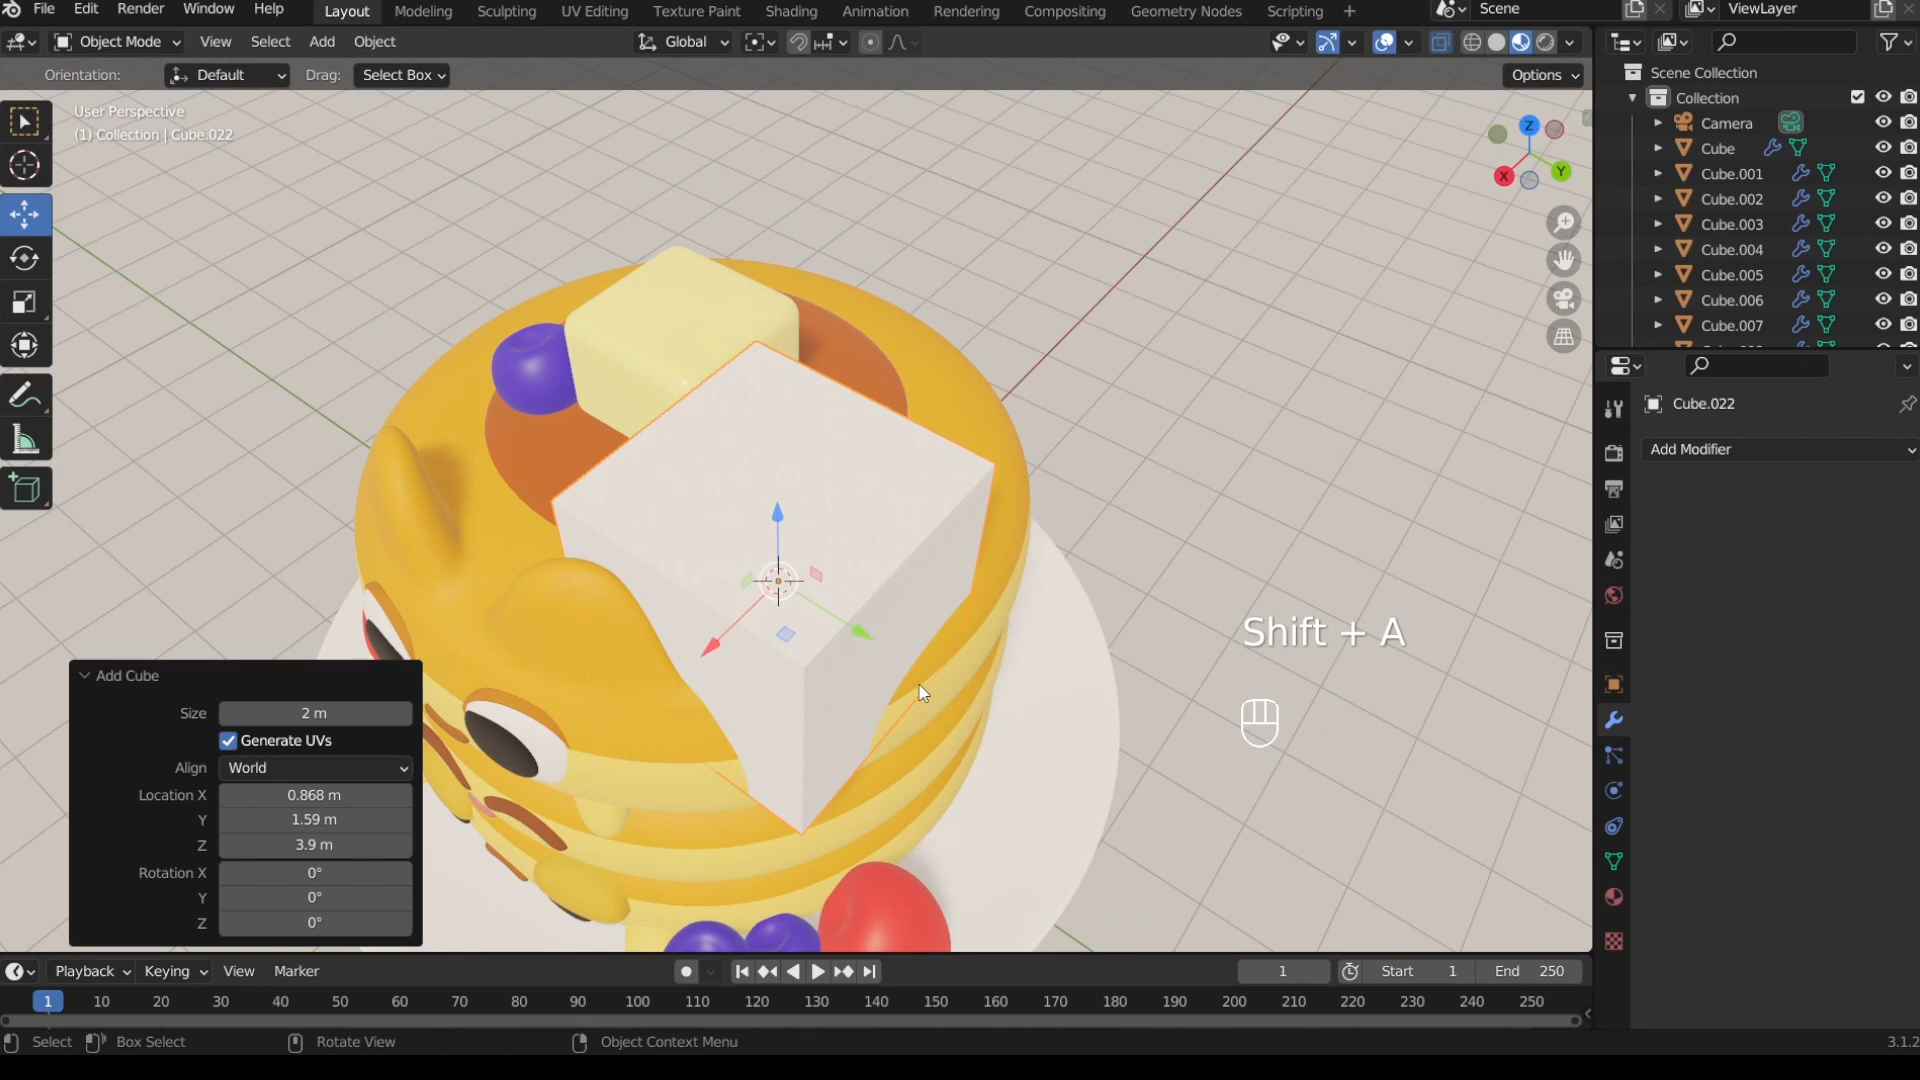 File Edit Render Window Help Layout Modeling Sculpting UV Editing Texture Paint Shading Animation Rendering Compositing Geometry Nodes Scripting + Scene ViewLayer
Object Mode View Select Add Object Global
Orientation: Default Drag: Select Box Options
User Perspective
(1) Collection | Cube.022
Z
Y
X
Scene Collection
Collection
Camera
Cube
Cube.001
Cube.002
Cube.003
Cube.004
Cube.005
Cube.006
Cube.007
Cube.022
Add Modifier
Shift + A
Add Cube
Size 2 m
Generate UVs
Align World
Location X 0.868 m
Y 1.59 m
Z 3.9 m
Rotation X 0°
Y 0°
Z 0°
Playback Keying View Marker 1 Start 1 End 250
1 10 20 30 40 50 60 70 80 90 100 110 120 130 140 150 160 170 180 190 200 210 220 230 240 250
Select Box Select Rotate View Object Context Menu 3.1.2